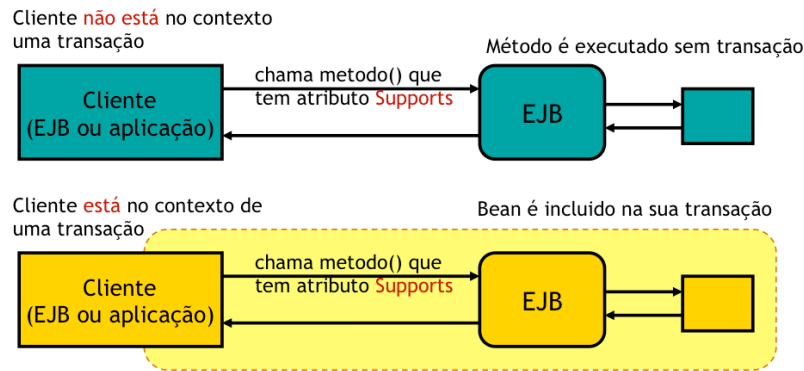 Cliente não está no contexto
uma transação
Método é executado sem transação
chama metodo() que
tem atributo Supports
Cliente
(EJB ou aplicação)
EJB
Cliente está no contexto de
uma transação
Bean é incluido na sua transação
chama metodo() que
tem atributo Supports
Cliente
(EJB ou aplicação)
EJB